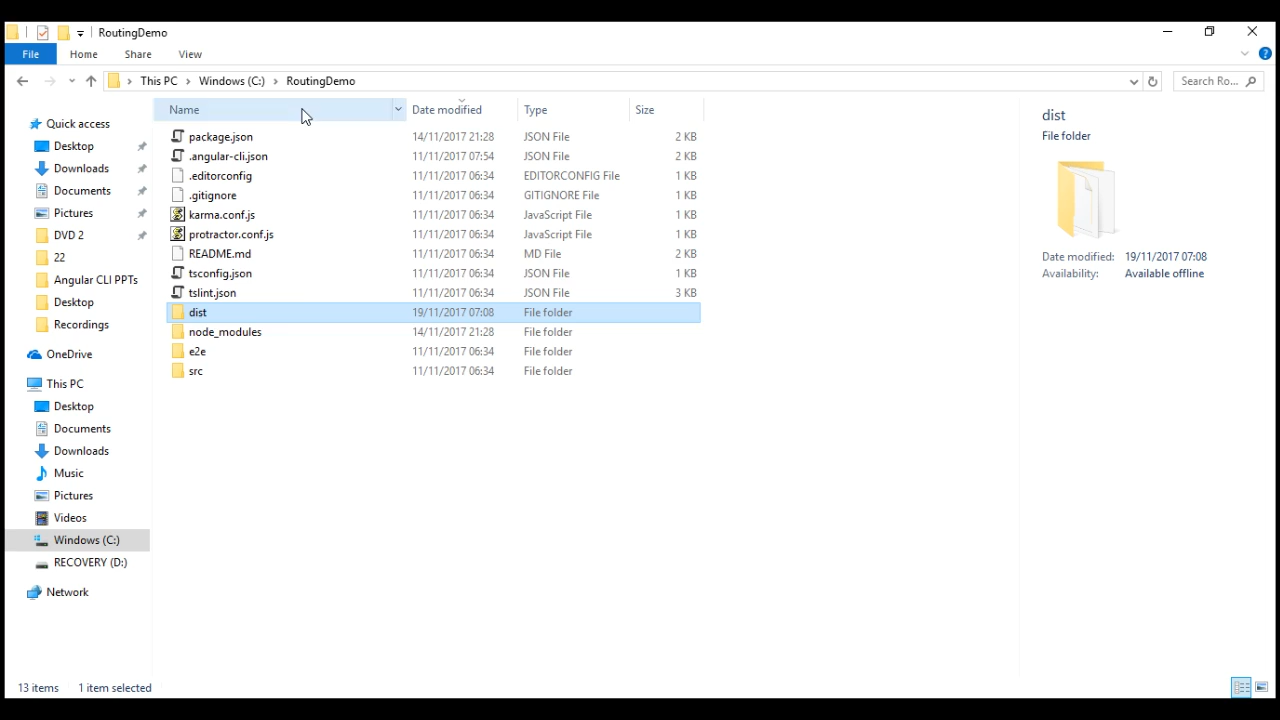 RoutingDemo
File Home Share View
This PC Windows (C:) RoutingDemo Search Ro...
Name Date modified Type Size
package.json 14/11/2017 21:28 JSON File 2 KB
.angular-cli.json 11/11/2017 07:54 JSON File 2 KB
.editorconfig 11/11/2017 06:34 EDITORCONFIG File 1 KB
.gitignore 11/11/2017 06:34 GITIGNORE File 1 KB
karma.conf.js 11/11/2017 06:34 JavaScript File 1 KB
protractor.conf.js 11/11/2017 06:34 JavaScript File 1 KB
README.md 11/11/2017 06:34 MD File 2 KB
tsconfig.json 11/11/2017 06:34 JSON File 1 KB
tslint.json 11/11/2017 06:34 JSON File 3 KB
dist 19/11/2017 07:08 File folder
node_modules 14/11/2017 21:28 File folder
e2e 11/11/2017 06:34 File folder
src 11/11/2017 06:34 File folder
Quick access
Desktop
Downloads
Documents
Pictures
DVD 2
22
Angular CLI PPTs
Desktop
Recordings
OneDrive
This PC
Desktop
Documents
Downloads
Music
Pictures
Videos
Windows (C:)
RECOVERY (D:)
Network
dist
File folder
Date modified: 19/11/2017 07:08
Availability: Available offline
13 items 1 item selected